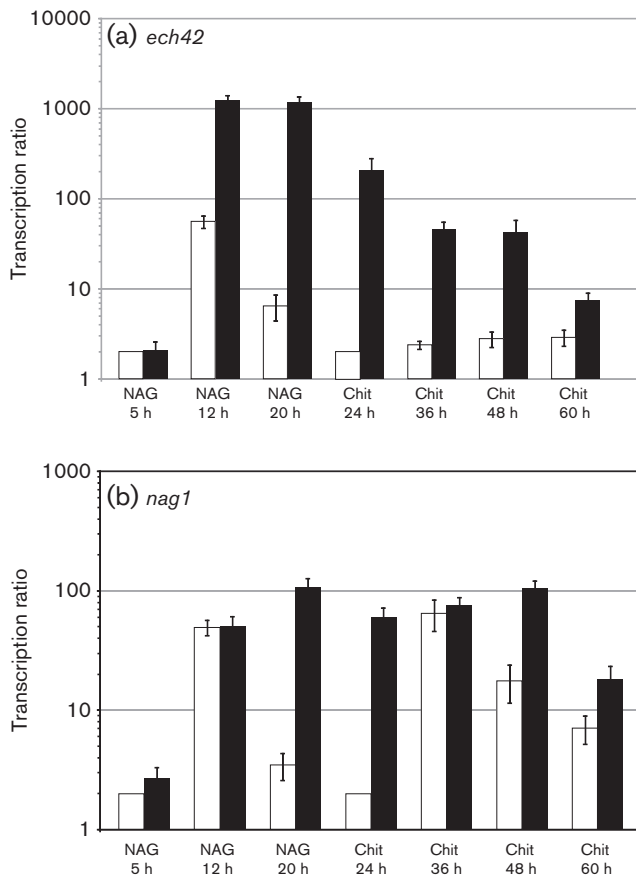 (a) ech42
Transcription ratio
10000
1000
100
10
1
NAG NAG NAG Chit Chit Chit Chit
5 h 12 h 20 h 24 h 36 h 48 h 60 h
(b) nag1
Transcription ratio
1000
100
10
1
NAG NAG NAG Chit Chit Chit Chit
5 h 12 h 20 h 24 h 36 h 48 h 60 h